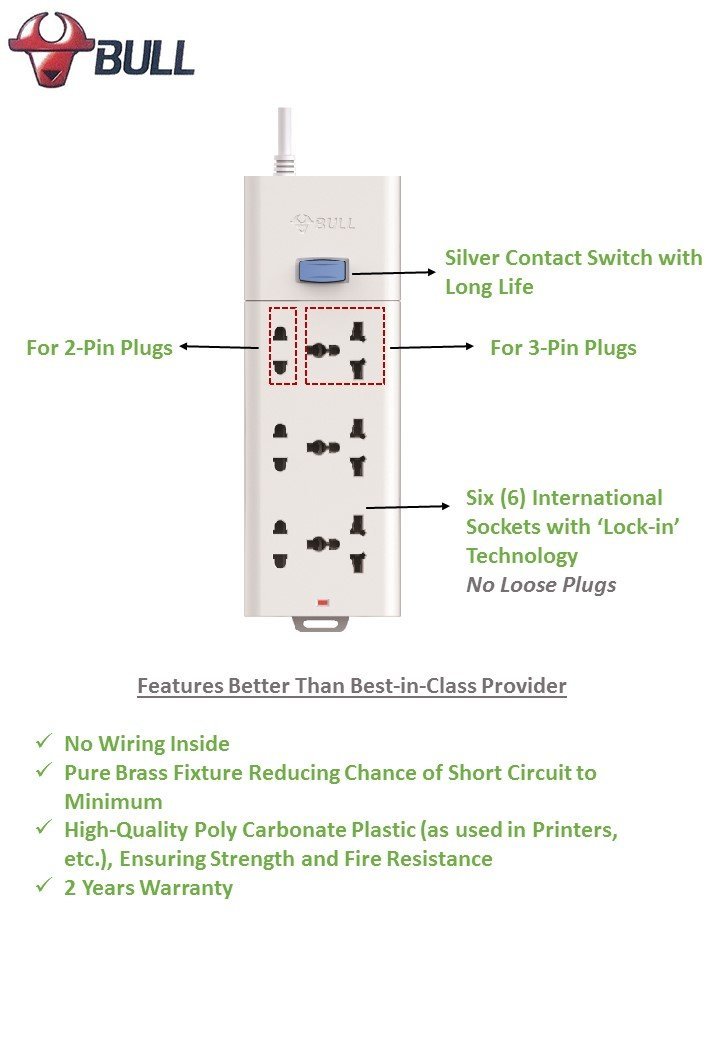 BULL
BULL
Silver Contact Switch with
Long Life
For 2-Pin Plugs
For 3-Pin Plugs
Six (6) International
Sockets with ‘Lock-in’
Technology
No Loose Plugs
Features Better Than Best-in-Class Provider
✓ No Wiring Inside
✓ Pure Brass Fixture Reducing Chance of Short Circuit to
Minimum
✓ High-Quality Poly Carbonate Plastic (as used in Printers,
etc.), Ensuring Strength and Fire Resistance
✓ 2 Years Warranty